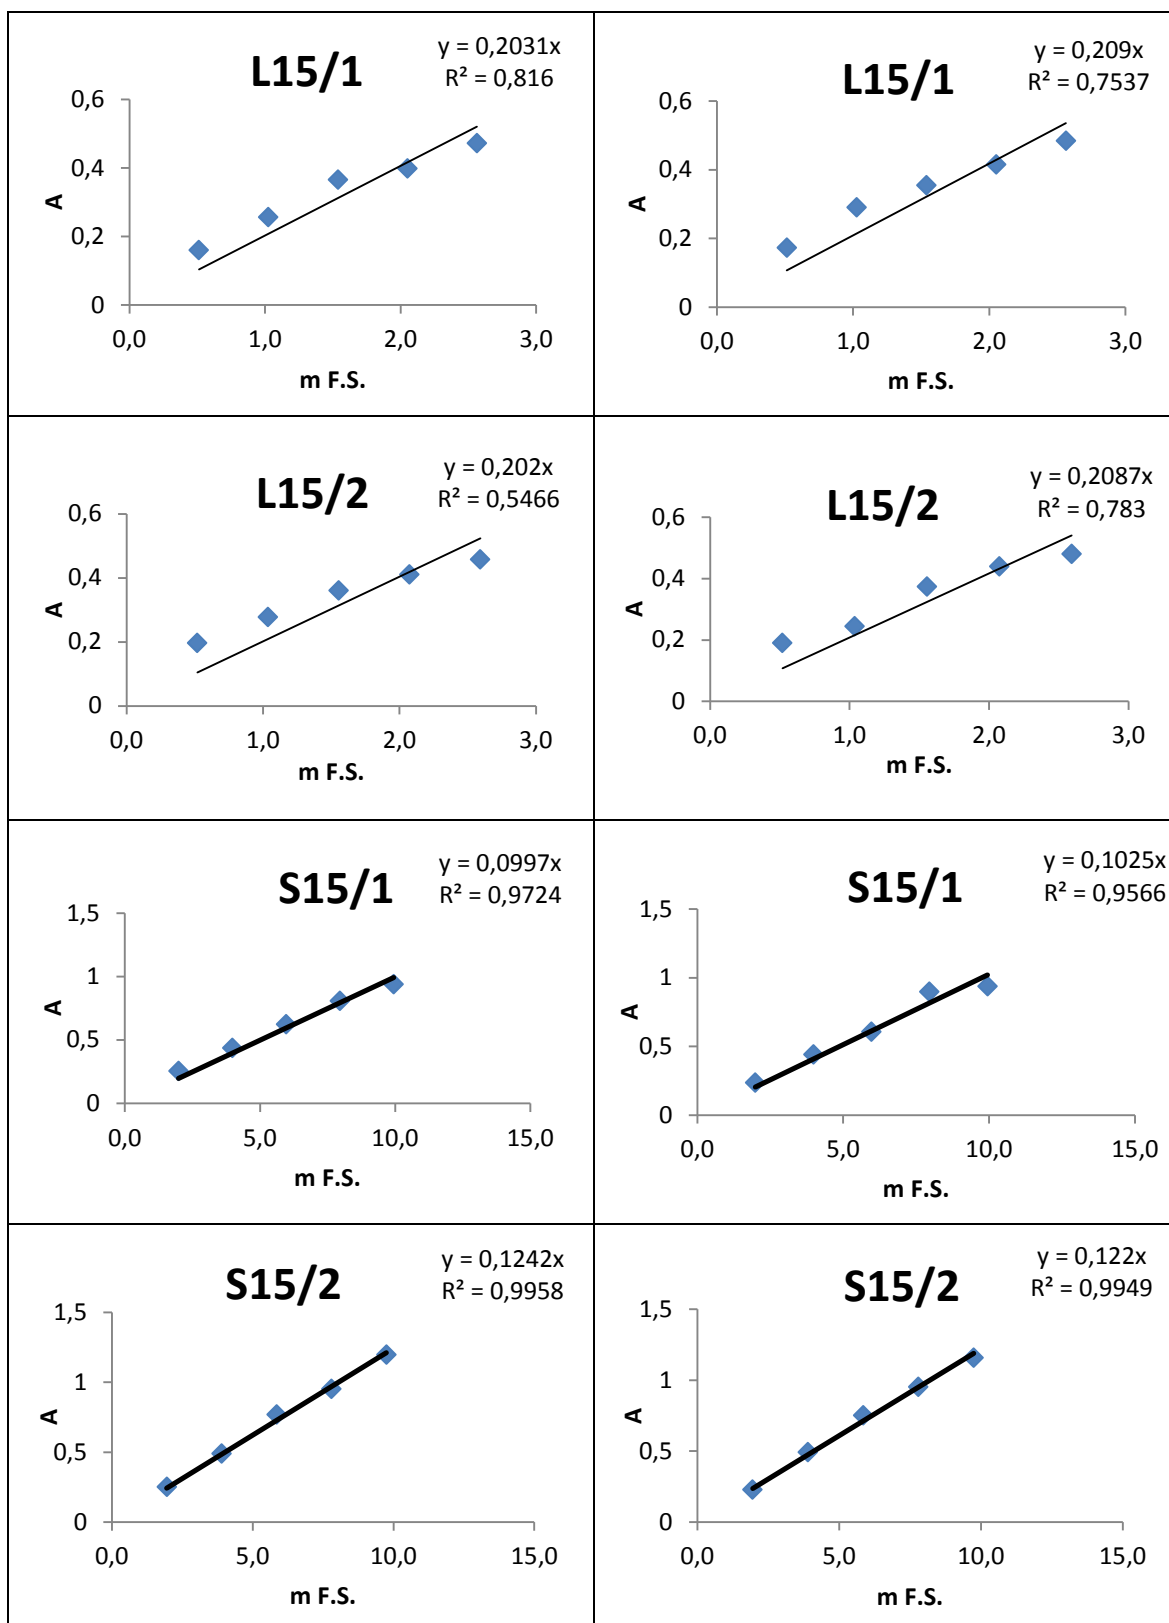 L15/1
y = 0,2031x
R² = 0,816
0,6
0,4
0,2
0
A
0,0 1,0 2,0 3,0
m F.S.
L15/1
y = 0,209x
R² = 0,7537
0,6
0,4
0,2
0
A
0,0 1,0 2,0 3,0
m F.S.
L15/2
y = 0,202x
R² = 0,5466
0,6
0,4
0,2
0
A
0,0 1,0 2,0 3,0
m F.S.
L15/2
y = 0,2087x
R² = 0,783
0,6
0,4
0,2
0
A
0,0 1,0 2,0 3,0
m F.S.
S15/1
y = 0,0997x
R² = 0,9724
1,5
1
0,5
0
A
0,0 5,0 10,0 15,0
m F.S.
S15/1
y = 0,1025x
R² = 0,9566
1,5
1
0,5
0
A
0,0 5,0 10,0 15,0
m F.S.
S15/2
y = 0,1242x
R² = 0,9958
1,5
1
0,5
0
A
0,0 5,0 10,0 15,0
m F.S.
S15/2
y = 0,122x
R² = 0,9949
1,5
1
0,5
0
A
0,0 5,0 10,0 15,0
m F.S.